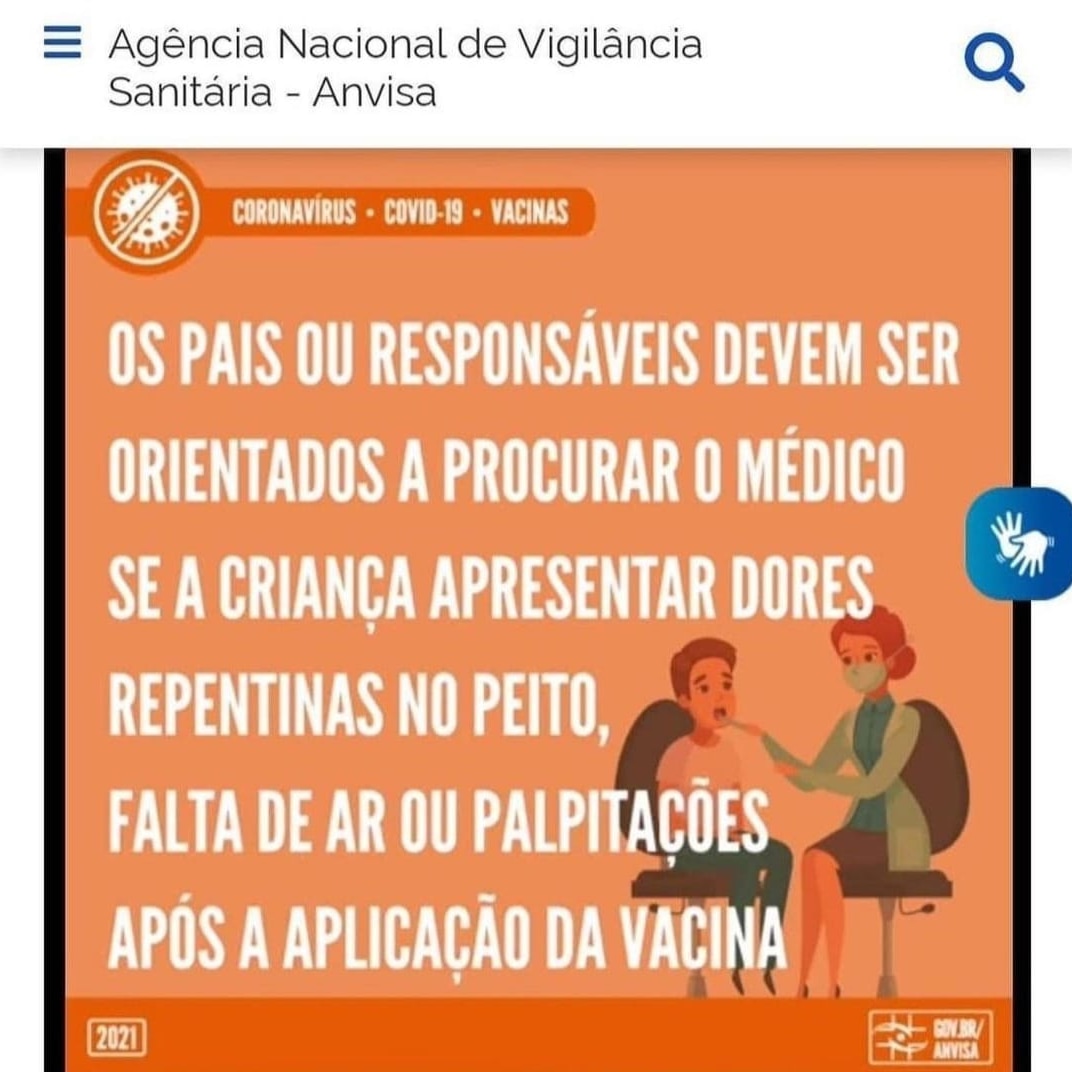 Agência Nacional de Vigilância
Sanitária - Anvisa
CORONAVÍRUS • COVID-19 • VACINAS
OS PAIS OU RESPONSÁVEIS DEVEM SER
ORIENTADOS A PROCURAR O MÉDICO
SE A CRIANÇA APRESENTAR DORES
REPENTINAS NO PEITO,
FALTA DE AR OU PALPITAÇÕES
APÓS A APLICAÇÃO DA VACINA
2021
GOV.BR/
ANVISA